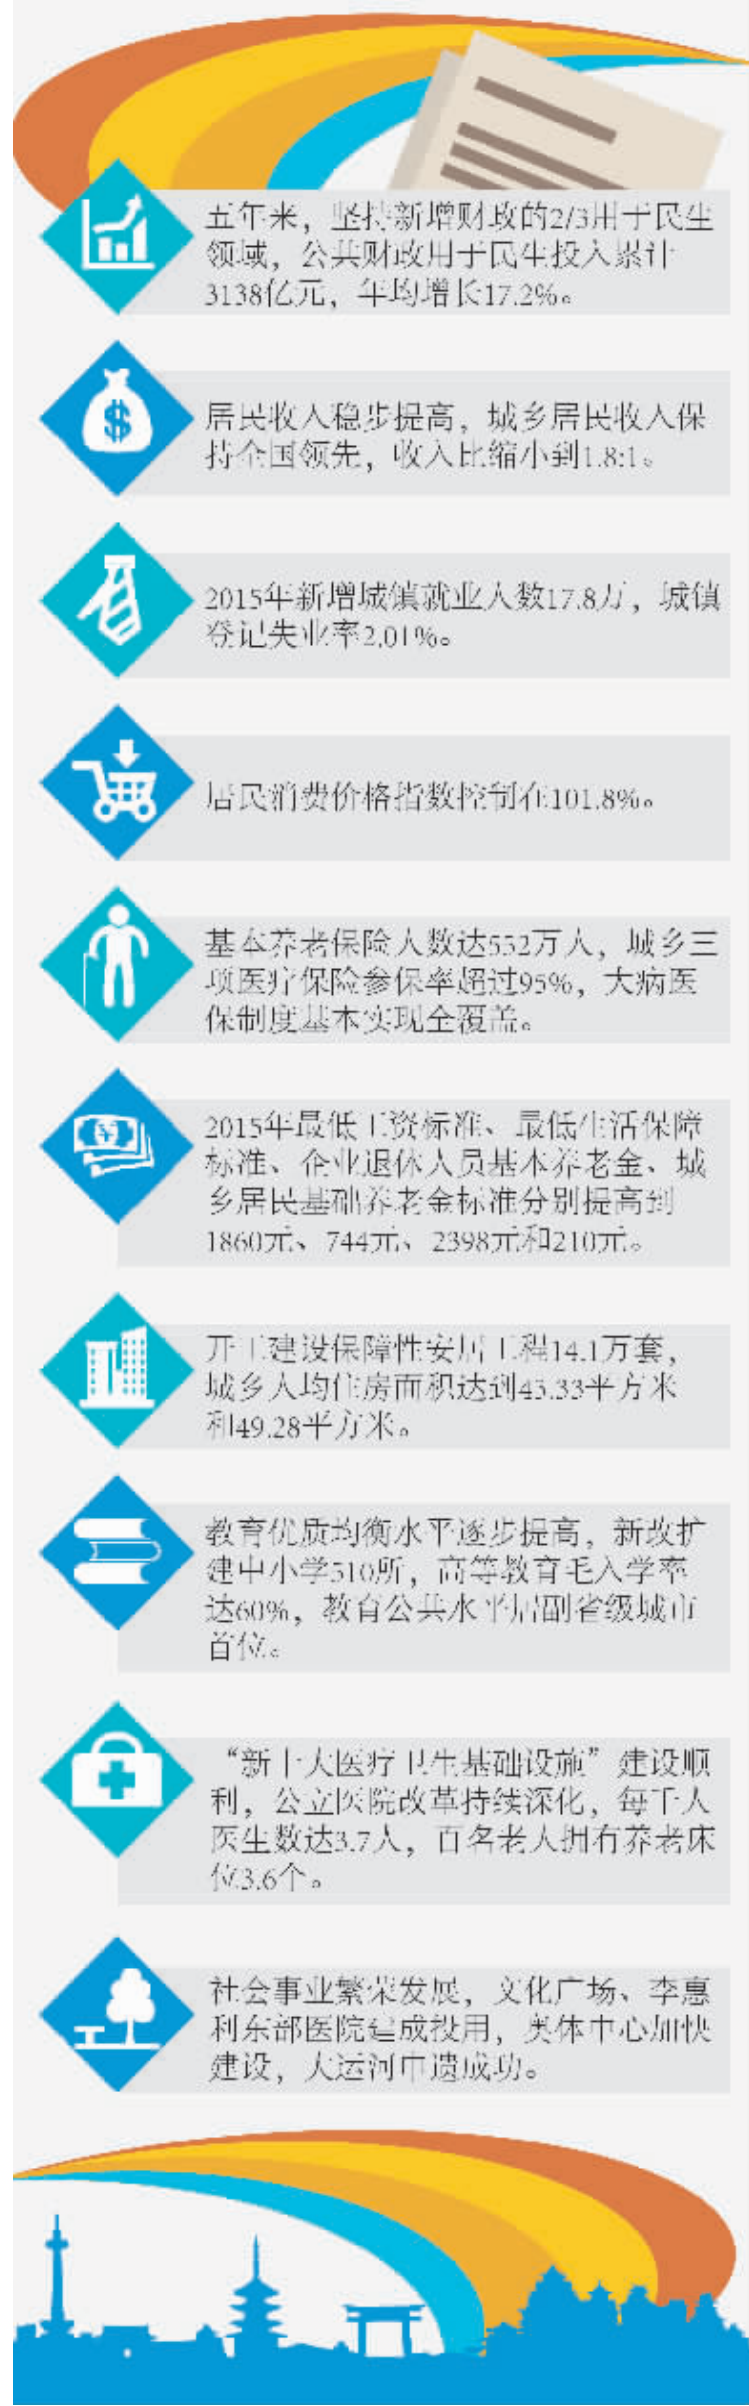 五年来，坚持新增财政的2/3用于民生
领域，公共财政用于民生投入累计
3138亿元，年均增长17.2%。
居民收入稳步提高，城乡居民收入保
持全国领先，收入比缩小到1.8:1。
2015年新增城镇就业人数17.8万，城镇
登记失业率2.01%。
居民消费价格指数控制在101.8%。
基本养老保险人数达552万人，城乡三
项医疗保险参保率超过95%，大病医
保制度基本实现全覆盖。
2015年最低工资标准、最低生活保障
标准、企业退休人员基本养老金、城
乡居民基础养老金标准分别提高到
1860元、744元、2398元和210元。
开工建设保障性安居工程14.1万套，
城乡人均住房面积达到43.33平方米
和49.28平方米。
教育优质均衡水平逐步提高，新改扩
建中小学310所，高等教育毛入学率
达60%，教育公共水平居副省级城市
首位。
“新十大医疗卫生基础设施”建设顺
利，公立医院改革持续深化，每千人
医生数达3.7人，百名老人拥有养老床
位3.6个。
社会事业繁荣发展，文化广场、李惠
利东部医院建成投用，奥体中心加快
建设，大运河申遗成功。